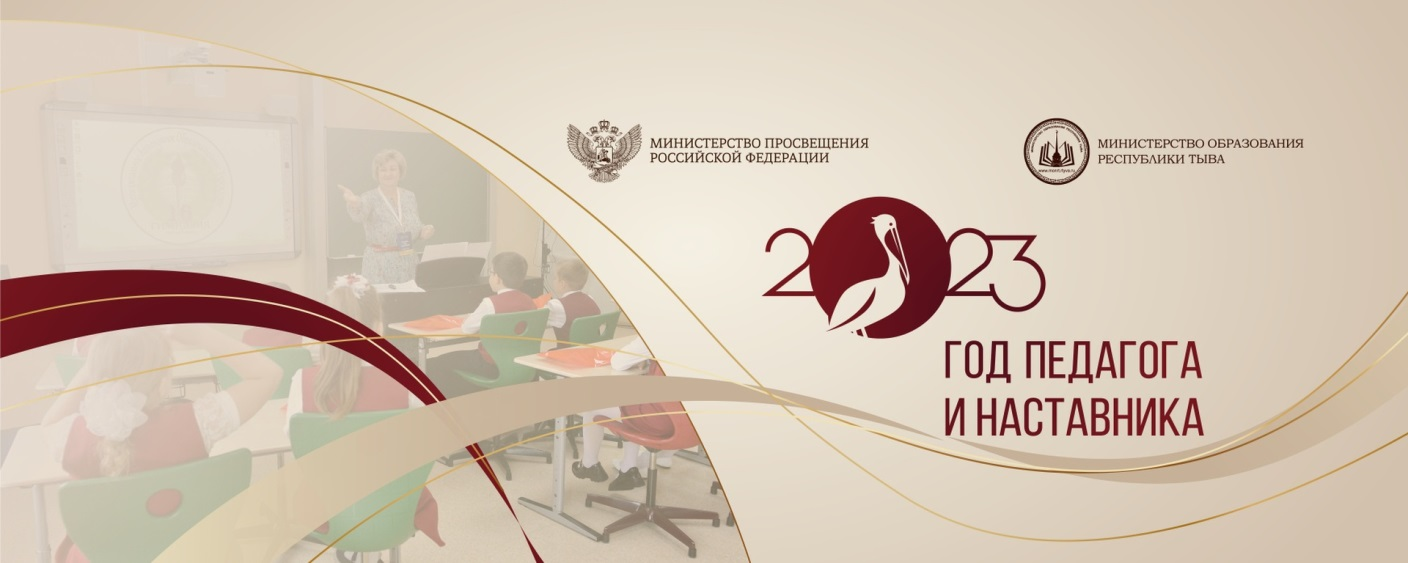 МИНИСТЕРСТВО ПРОСВЕЩЕНИЯ
РОССИЙСКОЙ ФЕДЕРАЦИИ
МИНИСТЕРСТВО ОБРАЗОВАНИЯ
РЕСПУБЛИКИ ТЫВА
2023
ГОД ПЕДАГОГА
И НАСТАВНИКА